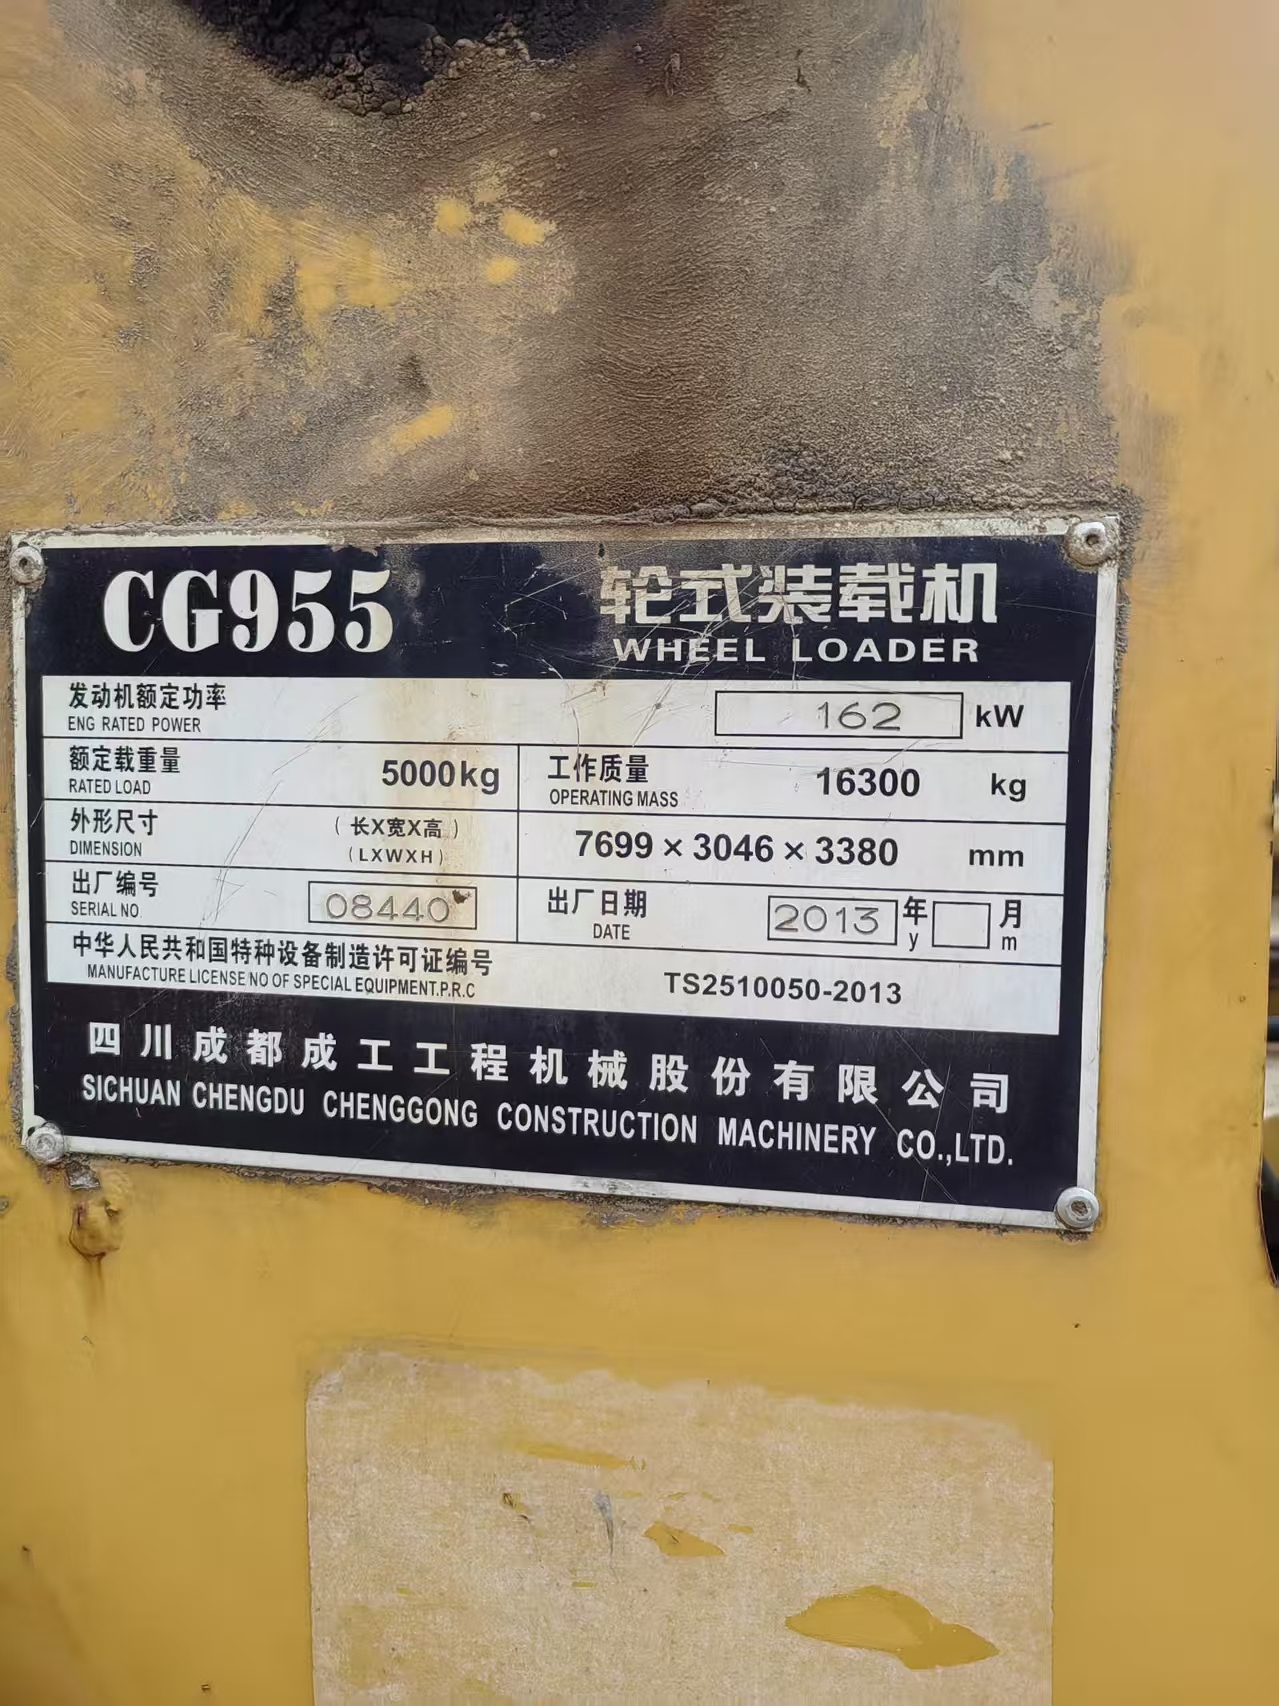 CG955
轮式装载机
WHEEL LOADER
发动机额定功率
ENG RATED POWER
162 kW
额定载重量
RATED LOAD
5000kg
工作质量
OPERATING MASS
16300 kg
外形尺寸
DIMENSION
(长X宽X高)
(LXWXH)
7699×3046×3380 mm
出厂编号
SERIAL NO.
08440
出厂日期
DATE
2013 年 月
y m
中华人民共和国特种设备制造许可证编号
MANUFACTURE LICENSE NO OF SPECIAL EQUIPMENT.P.R.C
TS2510050-2013
四川成都成工工程机械股份有限公司
SICHUAN CHENGDU CHENGGONG CONSTRUCTION MACHINERY CO.,LTD.